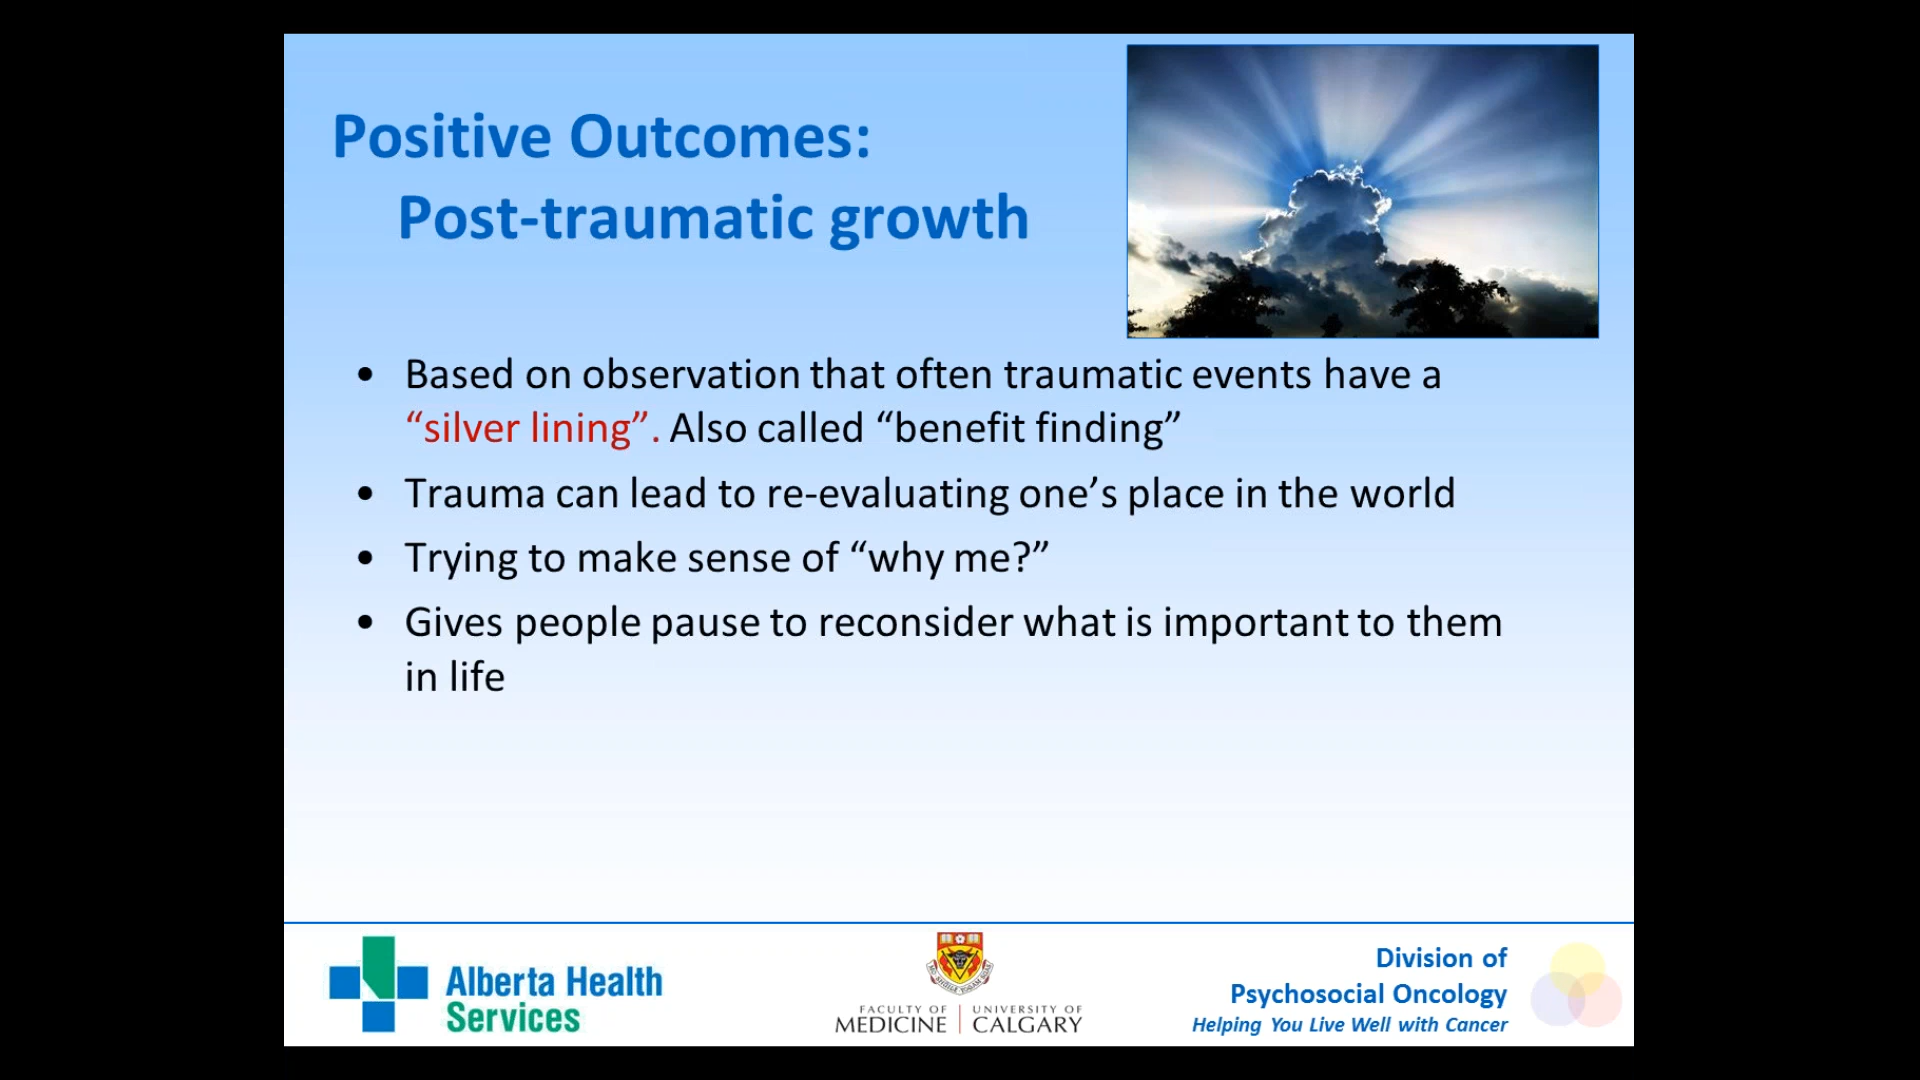 Positive Outcomes:
Post-traumatic growth
• Based on observation that often traumatic events have a
“silver lining”. Also called “benefit finding”
• Trauma can lead to re-evaluating one’s place in the world
• Trying to make sense of “why me?”
• Gives people pause to reconsider what is important to them
in life
Alberta Health
Services
FACULTY OF MEDICINE | UNIVERSITY OF CALGARY
Division of
Psychosocial Oncology
Helping You Live Well with Cancer